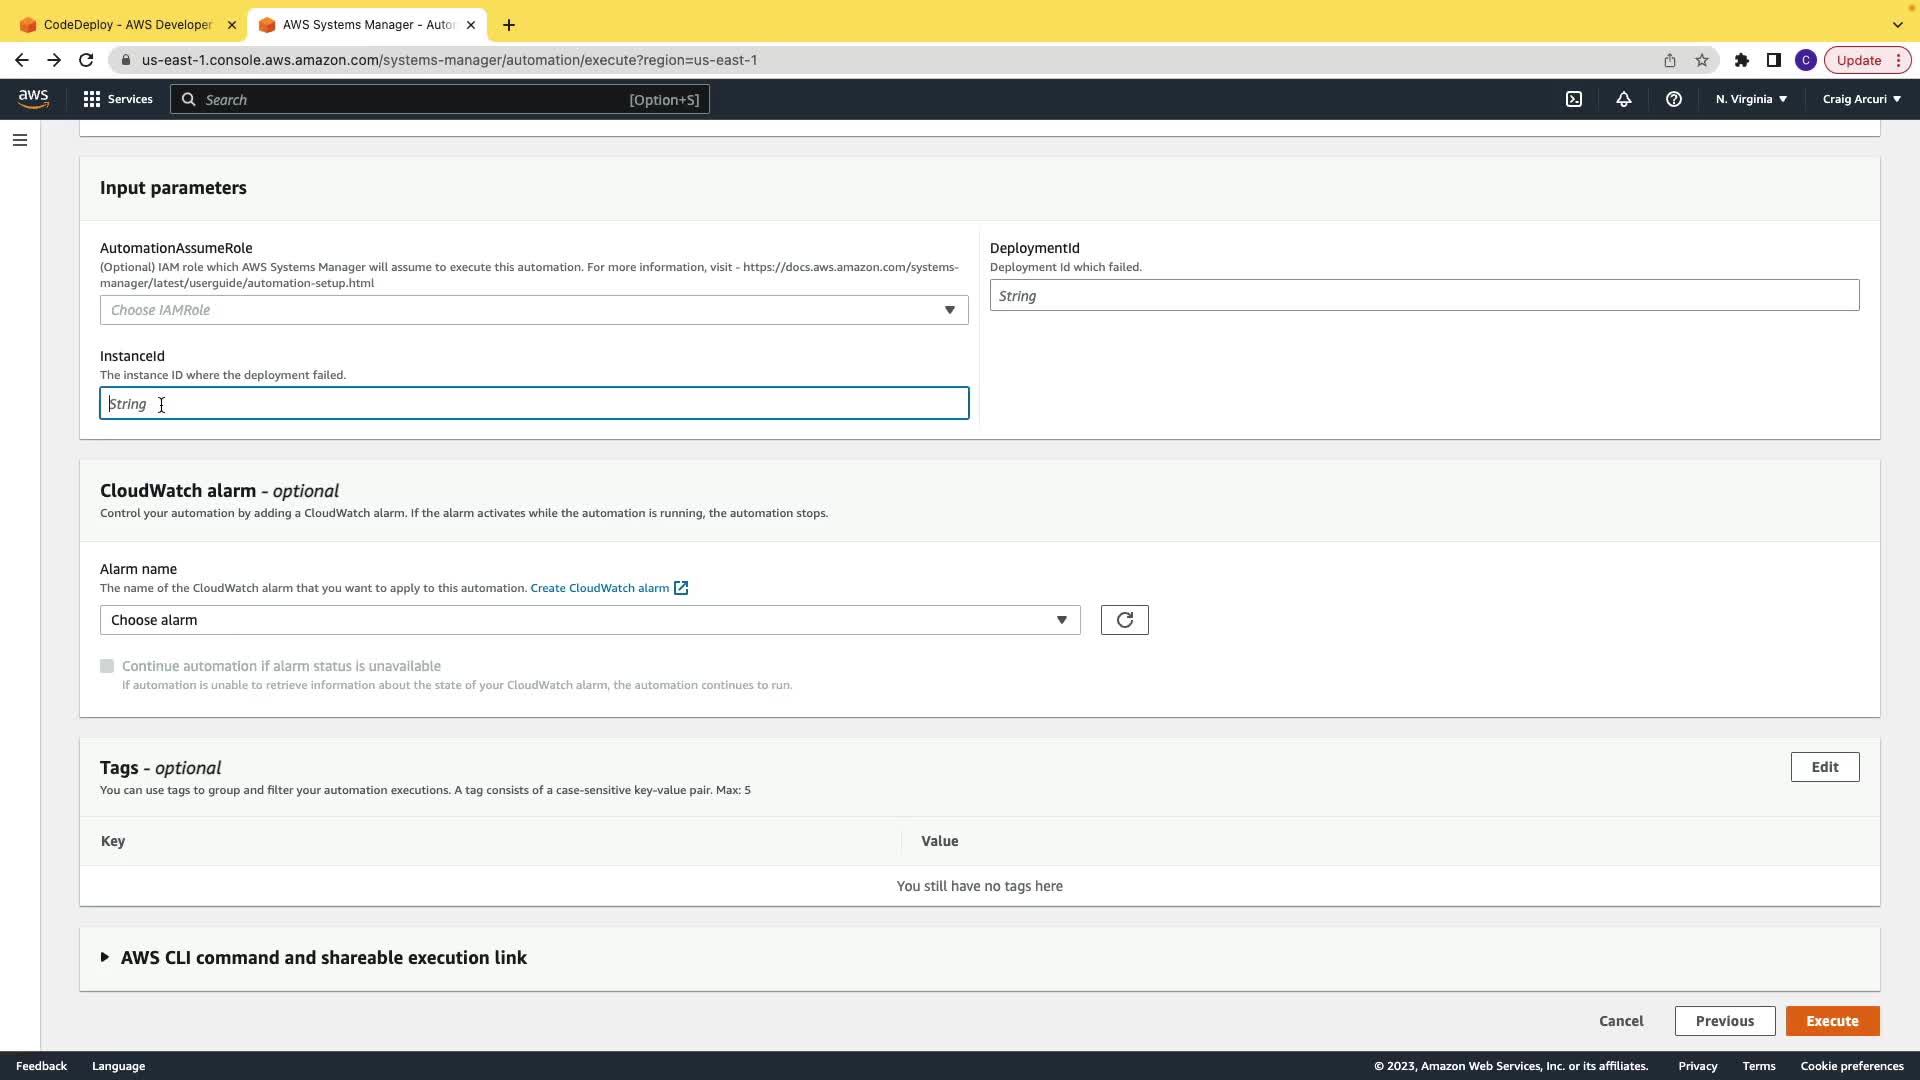 CodeDeploy - AWS Developer
AWS Systems Manager - Auto
us-east-1.console.aws.amazon.com/systems-manager/automation/execute?region=us-east-1
C
Update
aws
Services
Search
[Option+S]
N. Virginia
Craig Arcuri
Input parameters
AutomationAssumeRole
(Optional) IAM role which AWS Systems Manager will assume to execute this automation. For more information, visit - https://docs.aws.amazon.com/systems-
manager/latest/userguide/automation-setup.html
Choose IAMRole
DeploymentId
Deployment Id which failed.
String
InstanceId
The instance ID where the deployment failed.
String
CloudWatch alarm - optional
Control your automation by adding a CloudWatch alarm. If the alarm activates while the automation is running, the automation stops.
Alarm name
The name of the CloudWatch alarm that you want to apply to this automation. Create CloudWatch alarm
Choose alarm
Continue automation if alarm status is unavailable
If automation is unable to retrieve information about the state of your CloudWatch alarm, the automation continues to run.
Tags - optional
Edit
You can use tags to group and filter your automation executions. A tag consists of a case-sensitive key-value pair. Max: 5
Key
Value
You still have no tags here
AWS CLI command and shareable execution link
Cancel
Previous
Execute
Feedback
Language
© 2023, Amazon Web Services, Inc. or its affiliates.
Privacy
Terms
Cookie preferences